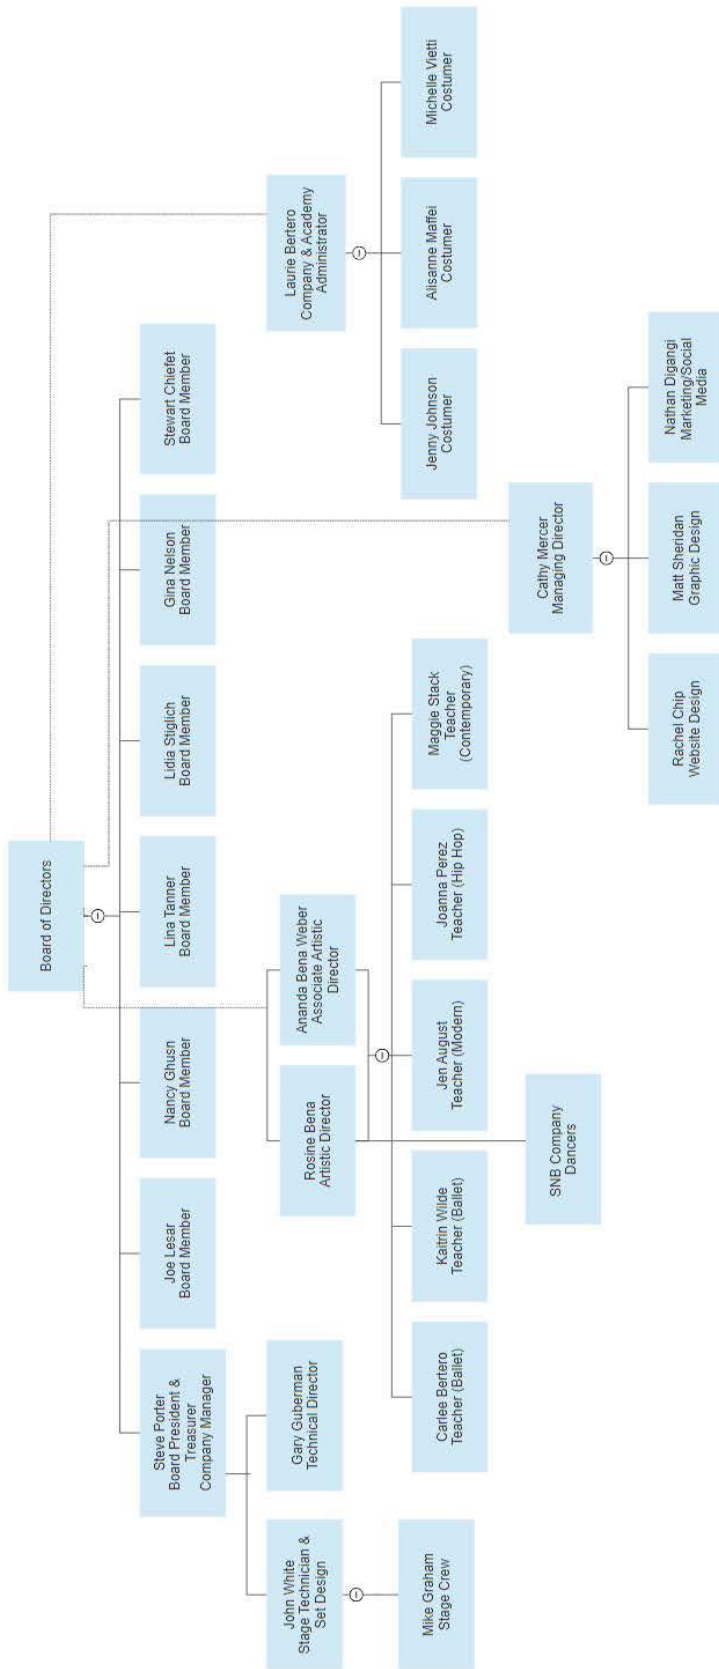 Board of Directors
Steve Porter
Board President &
Treasurer
Company Manager
Joe Lesar
Board Member
Nancy Ghusn
Board Member
Lina Tanner
Board Member
Lidia Stiglich
Board Member
Gina Nelson
Board Member
Stewart Chiefet
Board Member
John White
Stage Technician &
Set Design
Gary Guberman
Technical Director
Rosine Bena
Artistic Director
Ananda Bena Weber
Associate Artistic
Director
Laurie Bertero
Company & Academy
Administrator
Mike Graham
Stage Crew
Carlee Bertero
Teacher (Ballet)
Kaitrin Wilde
Teacher (Ballet)
Jen August
Teacher (Modern)
Joanna Perez
Teacher (Hip Hop)
Maggie Stack
Teacher
(Contemporary)
Jenny Johnson
Costumer
Alisanne Maffei
Costumer
Michelle Vietti
Costumer
SNB Company
Dancers
Cathy Mercer
Managing Director
Rachel Chip
Website Design
Matt Sheridan
Graphic Design
Nathan Digangi
Marketing/Social
Media